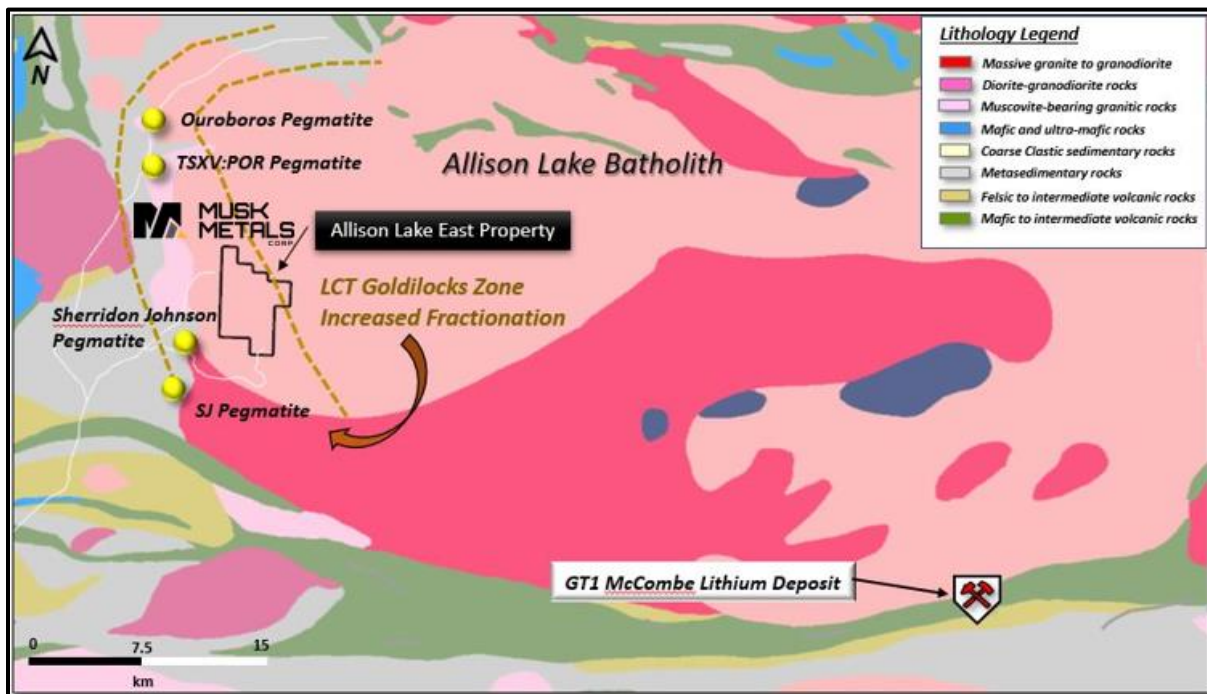 N
Ouroboros Pegmatite
TSXV:POR Pegmatite
MUSK
METALS
CORP
Allison Lake East Property
Allison Lake Batholith
LCT Goldilocks Zone
Increased Fractionation
Sherridon Johnson
Pegmatite
SJ Pegmatite
GT1 McCombe Lithium Deposit
0
7.5
15
km
Lithology Legend
Massive granite to granodiorite
Diorite-granodiorite rocks
Muscovite-bearing granitic rocks
Mafic and ultra-mafic rocks
Coarse Clastic sedimentary rocks
Metasedimentary rocks
Felsic to intermediate volcanic rocks
Mafic to intermediate volcanic rocks